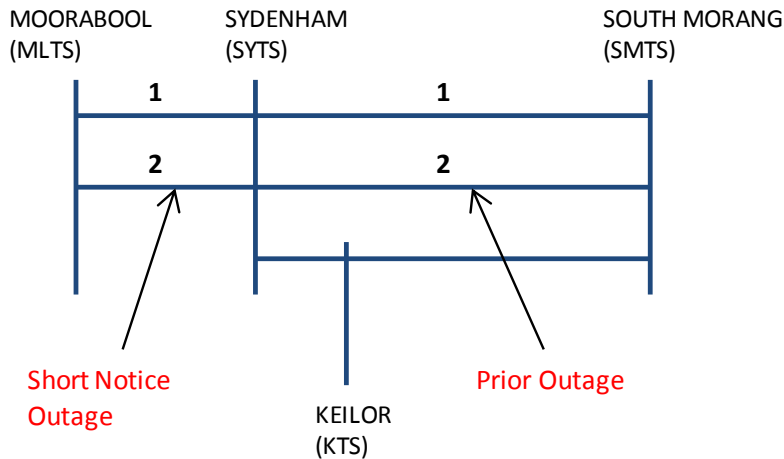 MOORABOOL
(MLTS)
SYDENHAM
(SYTS)
SOUTH MORANG
(SMTS)
1
1
2
2
Short Notice
Outage
Prior Outage
KEILOR
(KTS)